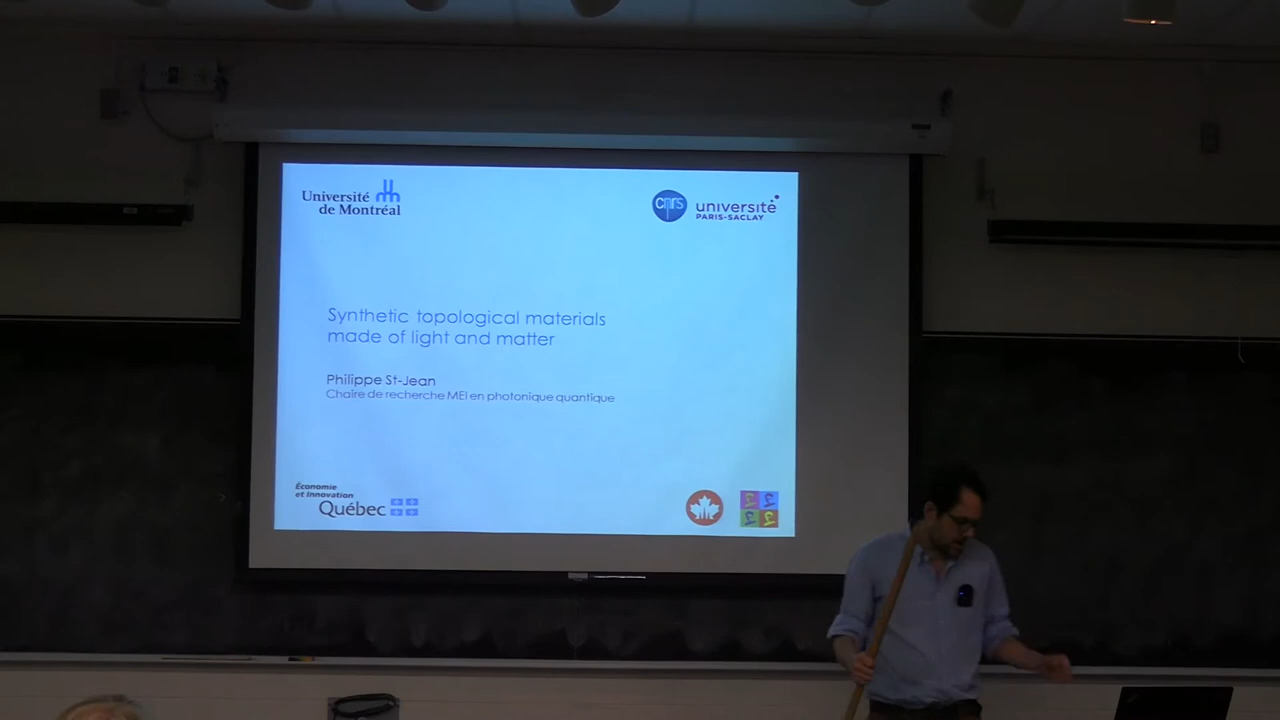 Université
de Montréal
cnrs
université
PARIS-SACLAY
Synthetic topological materials
made of light and matter
Philippe St-Jean
Chaire de recherche MEI en photonique quantique
Économie
et Innovation
Québec